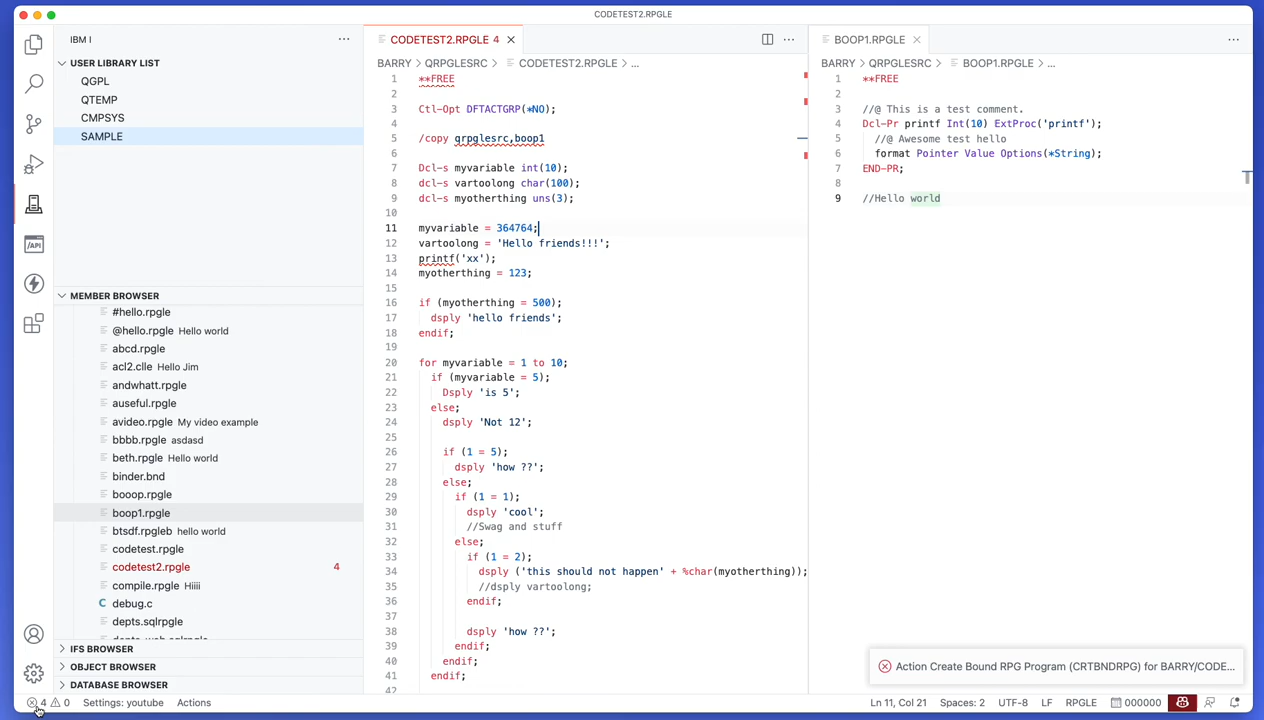 CODETEST2.RPGLE
IBM I
USER LIBRARY LIST
QGPL
QTEMP
CMPSYS
SAMPLE
/API
MEMBER BROWSER
#hello.rpgle
@hello.rpgle Hello world
abcd.rpgle
acl2.clle Hello Jim
andwhatt.rpgle
auseful.rpgle
avideo.rpgle My video example
bbbb.rpgle asdasd
beth.rpgle Hello world
binder.bnd
booop.rpgle
boop1.rpgle
btsdf.rpgleb hello world
codetest.rpgle
codetest2.rpgle 4
compile.rpgle Hiiii
C debug.c
depts.sqlrpgle
IFS BROWSER
OBJECT BROWSER
DATABASE BROWSER
CODETEST2.RPGLE 4
BARRY > QRPGLESRC > CODETEST2.RPGLE > ...
1 **FREE
2
3 Ctl-Opt DFTACTGRP(*NO);
4
5 /copy qrpglesrc,boop1
6
7 Dcl-s myvariable int(10);
8 dcl-s vartoolong char(100);
9 dcl-s myotherthing uns(3);
10
11 myvariable = 364764;
12 vartoolong = 'Hello friends!!!';
13 printf('xx');
14 myotherthing = 123;
15
16 if (myotherthing = 500);
17 dsply 'hello friends';
18 endif;
19
20 for myvariable = 1 to 10;
21 if (myvariable = 5);
22 Dsply 'is 5';
23 else;
24 dsply 'Not 12';
25
26 if (1 = 5);
27 dsply 'how ??';
28 else;
29 if (1 = 1);
30 dsply 'cool';
31 //Swag and stuff
32 else;
33 if (1 = 2);
34 dsply ('this should not happen' + %char(myotherthing));
35 //dsply vartoolong;
36 endif;
37
38 dsply 'how ??';
39 endif;
40 endif;
41 endif;
42
BOOP1.RPGLE
BARRY > QRPGLESRC > BOOP1.RPGLE > ...
1 **FREE
2
3 //@ This is a test comment.
4 Dcl-Pr printf Int(10) ExtProc('printf');
5 //@ Awesome test hello
6 format Pointer Value Options(*String);
7 END-PR;
8
9 //Hello world
Action Create Bound RPG Program (CRTBNDRPG) for BARRY/CODE...
4 0 Settings: youtube Actions
Ln 11, Col 21 Spaces: 2 UTF-8 LF RPGLE 000000